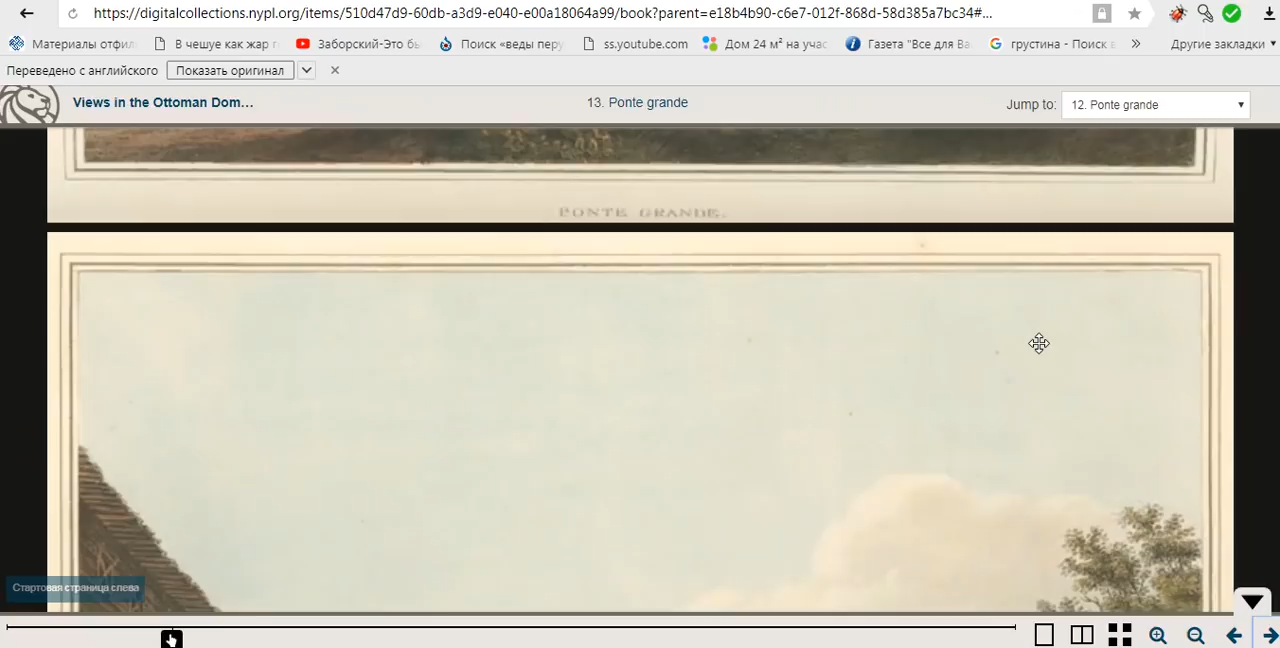 https://digitalcollections.nypl.org/items/510d47d9-60db-a3d9-e040-e00a18064a99/book?parent=e18b4b90-c6e7-012f-868d-58d385a7bc34#...
Материалы отфил В чешуе как жар г Заборский-Это бы Поиск «веды перу ss.youtube.com Дом 24 м² на учас Газета "Все для Ва грустина - Поиск в » Другие закладки
Переведено с английского Показать оригинал
Views in the Ottoman Dom... 13. Ponte grande Jump to: 12. Ponte grande
PONTE GRANDE.
Стартовая страница слева